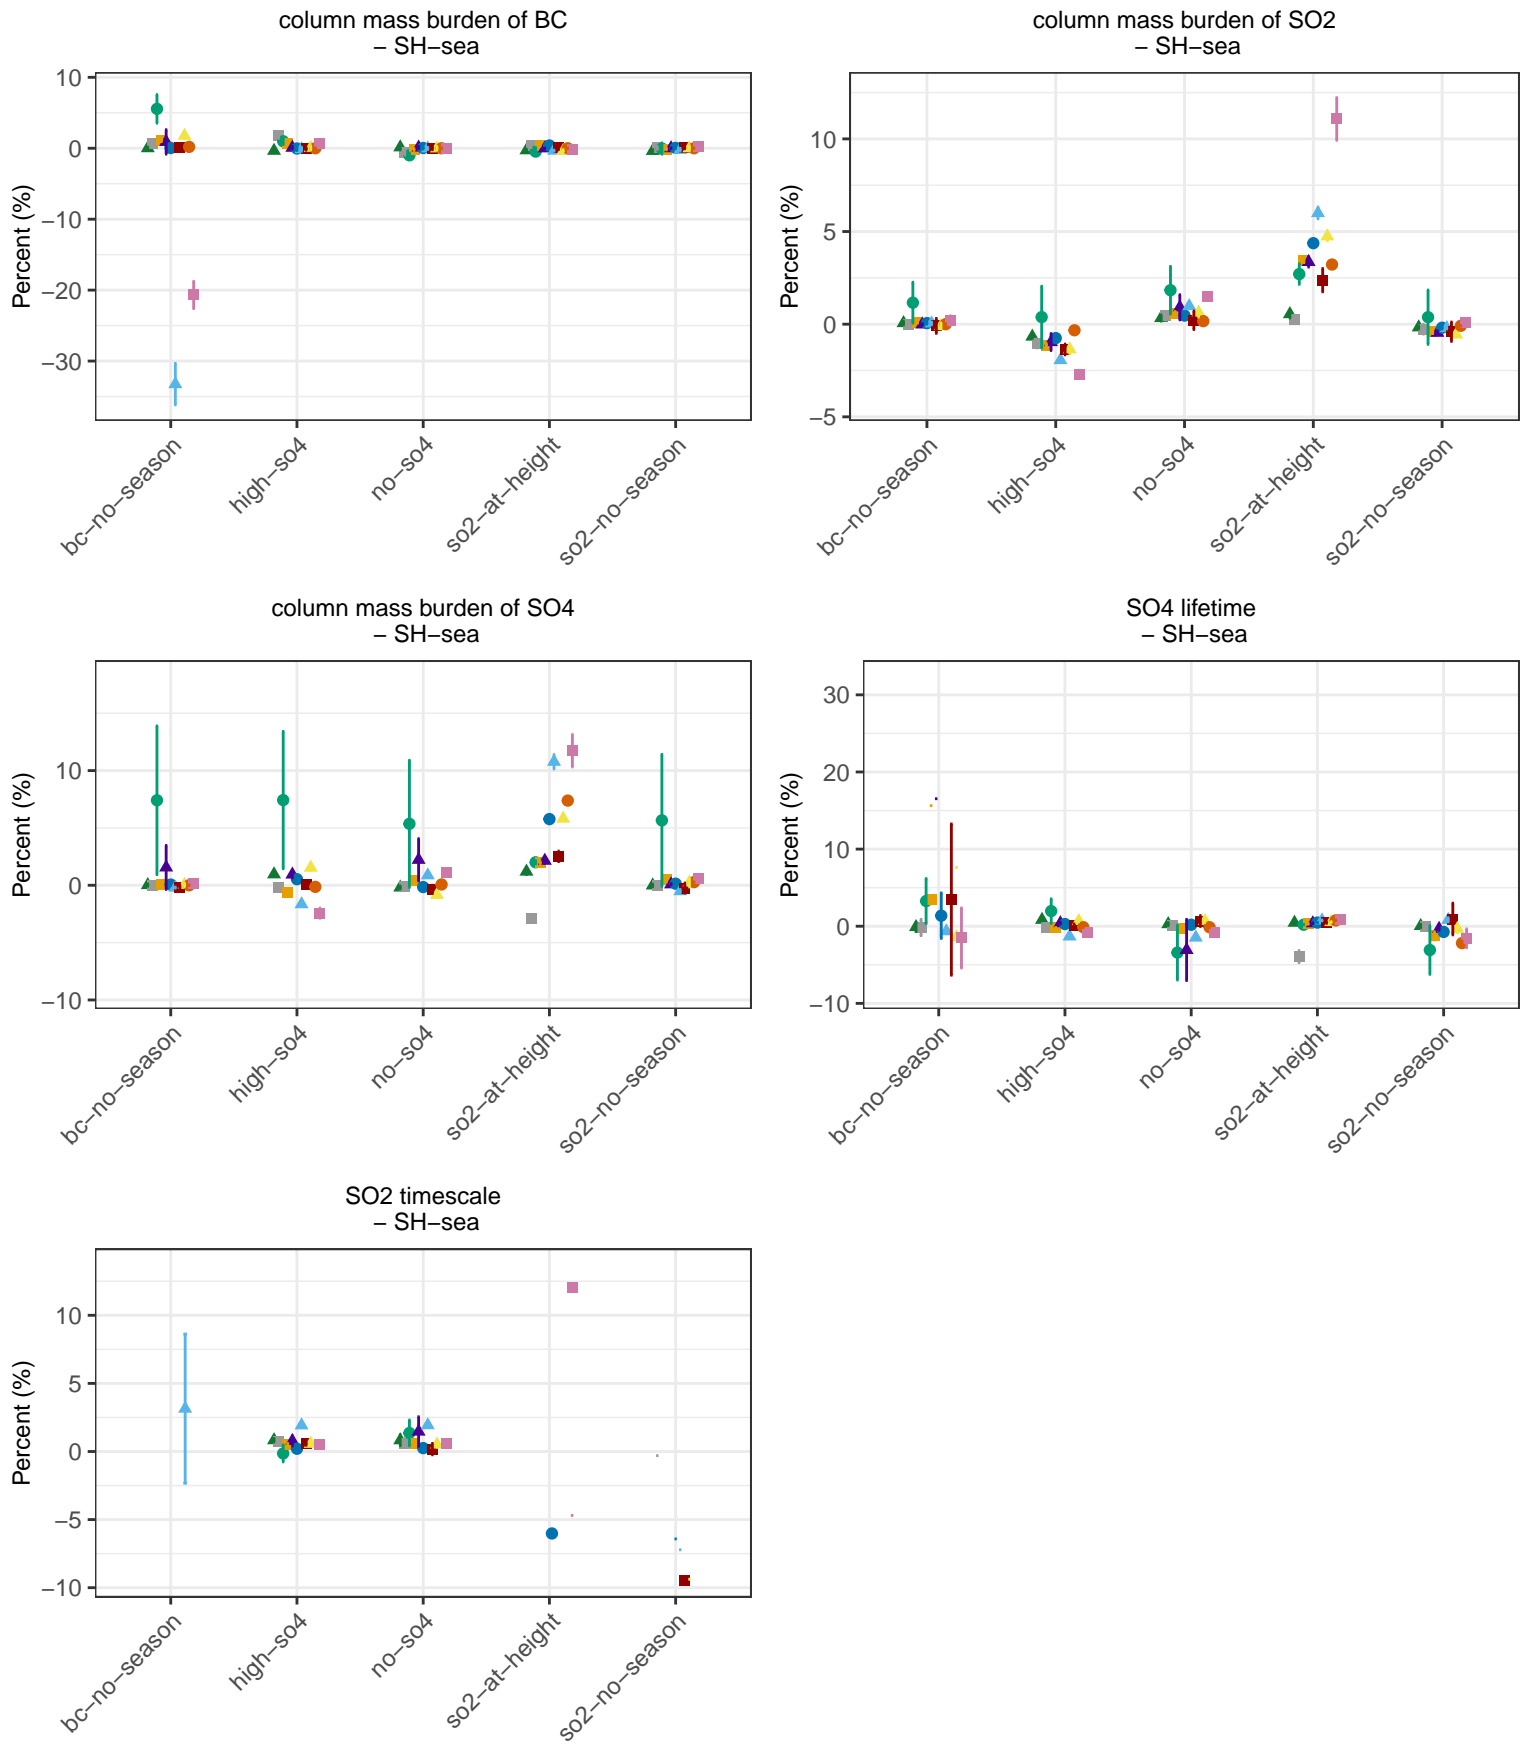 column mass burden of BC
− SH−sea
Percent (%)
10
0
−10
−20
−30
bc−no−season
high−so4
no−so4
so2−at−height
so2−no−season
column mass burden of SO2
− SH−sea
Percent (%)
10
5
0
−5
bc−no−season
high−so4
no−so4
so2−at−height
so2−no−season
column mass burden of SO4
− SH−sea
Percent (%)
10
0
−10
bc−no−season
high−so4
no−so4
so2−at−height
so2−no−season
SO4 lifetime
− SH−sea
Percent (%)
30
20
10
0
−10
bc−no−season
high−so4
no−so4
so2−at−height
so2−no−season
SO2 timescale
− SH−sea
Percent (%)
10
5
0
−5
−10
bc−no−season
high−so4
no−so4
so2−at−height
so2−no−season